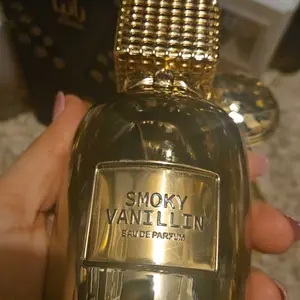 SMOKY
VANILLIN
EAU DE PARFUM